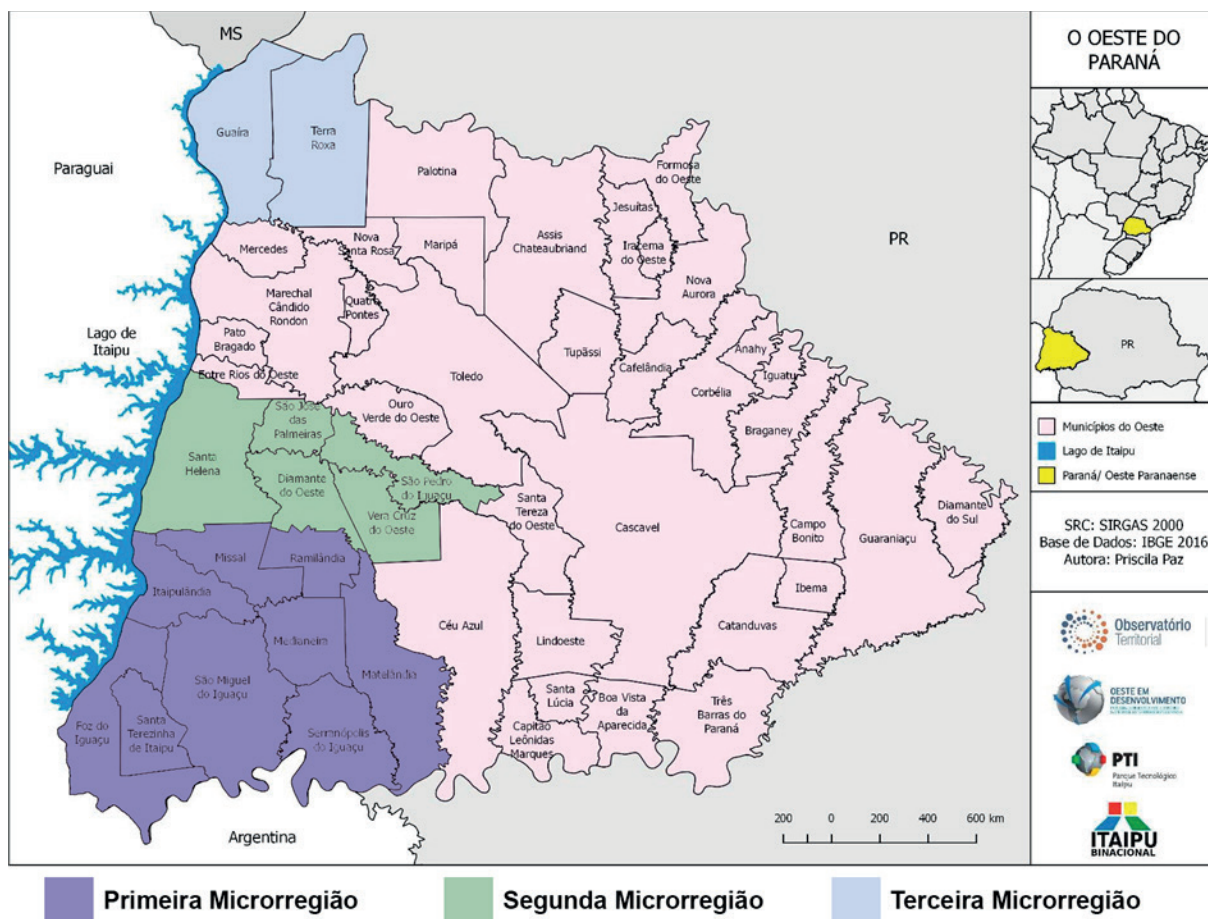 MS
Paraguai
Lago de
Itaipu
Argentina
PR
Guaíra
Terra
Roxa
Palotina
Formosa
do Oeste
Jesuítas
Assis
Chateaubriand
Iracema
do Oeste
Nova
Santa Rosa
Maripá
Mercedes
Nova
Aurora
Marechal
Cândido
Rondon
Quatro
Pontes
Pato
Bragado
Entre Rios do Oeste
Toledo
Tupãssi
Cafelândia
Anahy
Iguatu
Corbélia
Ouro
Verde do Oeste
Braganey
São José
das
Palmeiras
Santa
Helena
Diamante
do Oeste
São Pedro
do Iguaçu
Vera Cruz
do Oeste
Santa
Tereza
do Oeste
Cascavel
Campo
Bonito
Guaraniaçu
Diamante
do Sul
Missal
Ramilândia
Itaipulândia
Ibema
Céu Azul
Lindoeste
Catanduvas
Medianeira
Matelândia
São Miguel
do Iguaçu
Foz do
Iguaçu
Santa
Terezinha
de Itaipu
Serranópolis
do Iguaçu
Santa
Lúcia
Boa Vista
da
Aparecida
Capitão
Leônidas
Marques
Três
Barras do
Paraná
200 0 200 400 600 km
O OESTE DO
PARANÁ
PR
Municípios do Oeste
Lago de Itaipu
Paraná/ Oeste Paranaense
SRC: SIRGAS 2000
Base de Dados: IBGE 2016
Autora: Priscila Paz
Observatório
Territorial
OESTE EM
DESENVOLVIMENTO
PTI
Parque Tecnológico
Itaipu
ITAIPU
BINACIONAL
Primeira Microrregião
Segunda Microrregião
Terceira Microrregião